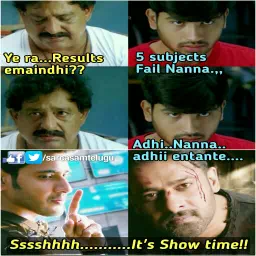 Ye ra...Results
emaindhi??
5 subjects
Fail Nanna.,,
Adhi..Nanna..
adhii entante....
/sarcasamtelugu
Sssshhhh...........It's Show time!!